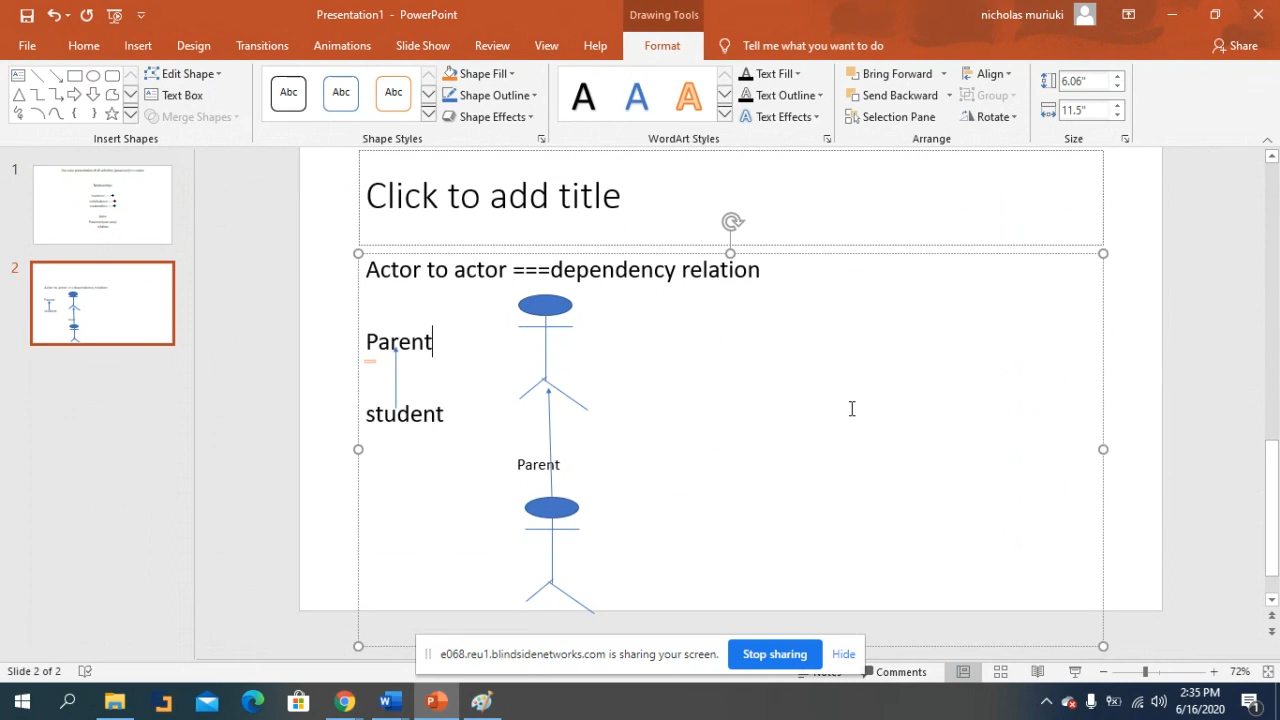 Presentation1 - PowerPoint
Drawing Tools
nicholas muriuki
File Home Insert Design Transitions Animations Slide Show Review View Help Format Tell me what you want to do Share
Edit Shape
Text Box
Merge Shapes
Insert Shapes
Abc Abc Abc
Shape Fill
Shape Outline
Shape Effects
Shape Styles
A A A
Text Fill
Text Outline
Text Effects
WordArt Styles
Bring Forward
Send Backward
Selection Pane
Align
Group
Rotate
Arrange
6.06"
11.5"
Size
1
2
Click to add title
Actor to actor ===dependency relation
Parent
student
Parent
e068.reu1.blindsidenetworks.com is sharing your screen.
Stop sharing
Hide
Slide 2 of 2
Notes
Comments
72%
2:35 PM
6/16/2020